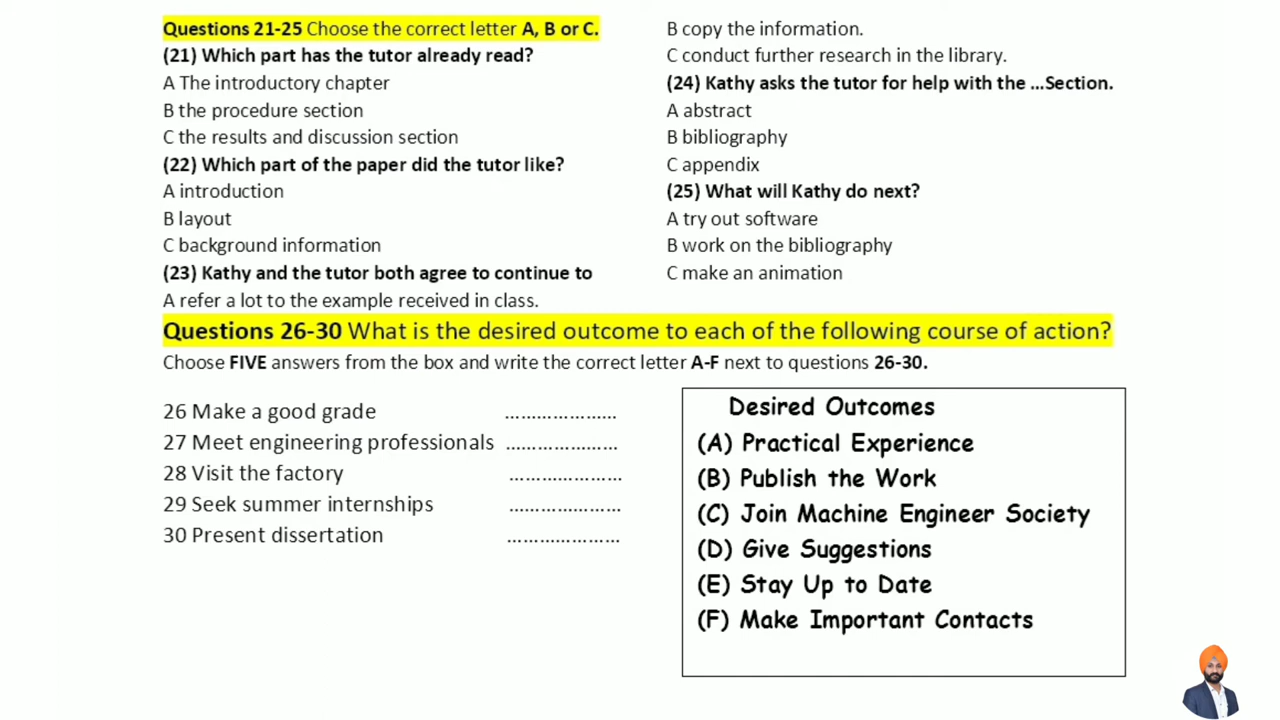 Questions 21-25 Choose the correct letter A, B or C.
(21) Which part has the tutor already read?
A The introductory chapter
B the procedure section
C the results and discussion section
(22) Which part of the paper did the tutor like?
A introduction
B layout
C background information
(23) Kathy and the tutor both agree to continue to
A refer a lot to the example received in class.
B copy the information.
C conduct further research in the library.
(24) Kathy asks the tutor for help with the ...Section.
A abstract
B bibliography
C appendix
(25) What will Kathy do next?
A try out software
B work on the bibliography
C make an animation
Questions 26-30 What is the desired outcome to each of the following course of action?
Choose FIVE answers from the box and write the correct letter A-F next to questions 26-30.
26 Make a good grade ....................
27 Meet engineering professionals ....................
28 Visit the factory ....................
29 Seek summer internships ....................
30 Present dissertation ....................
Desired Outcomes
(A) Practical Experience
(B) Publish the Work
(C) Join Machine Engineer Society
(D) Give Suggestions
(E) Stay Up to Date
(F) Make Important Contacts